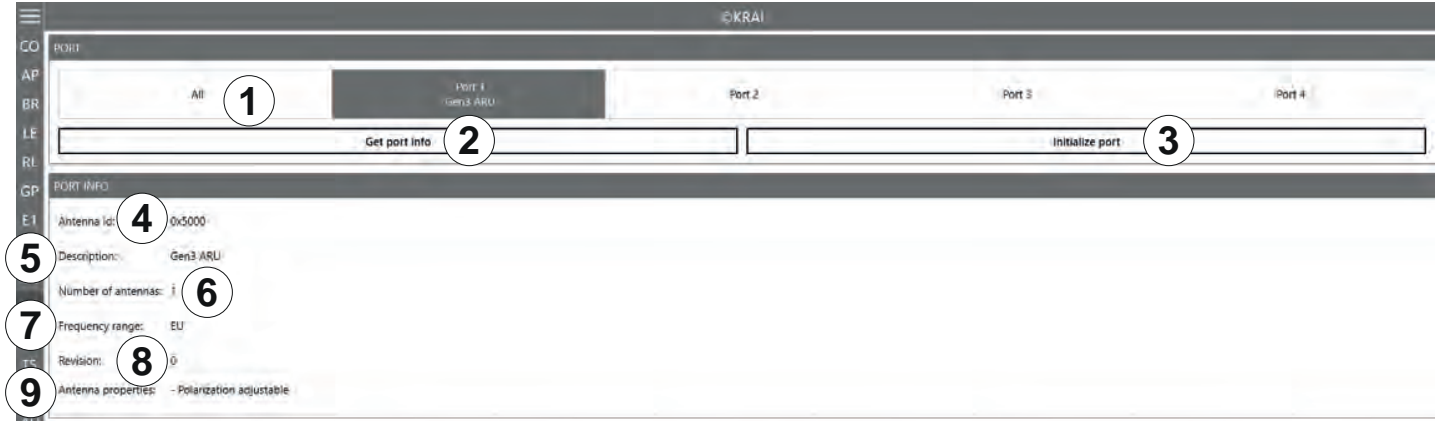 ©KRAI
CO
PORT
AP
All 1 Port 1 Port 2 Port 3 Port 4
Gen3 ARU
BR
LE
Get port info 2 Initialize port 3
RL
GP
PORT INFO
E1
Antenna id: 4 0x5000
5 Description: Gen3 ARU
Number of antennas: 1 6
7 Frequency range: EU
TS
Revision: 8 0
9 Antenna properties: - Polarization adjustable